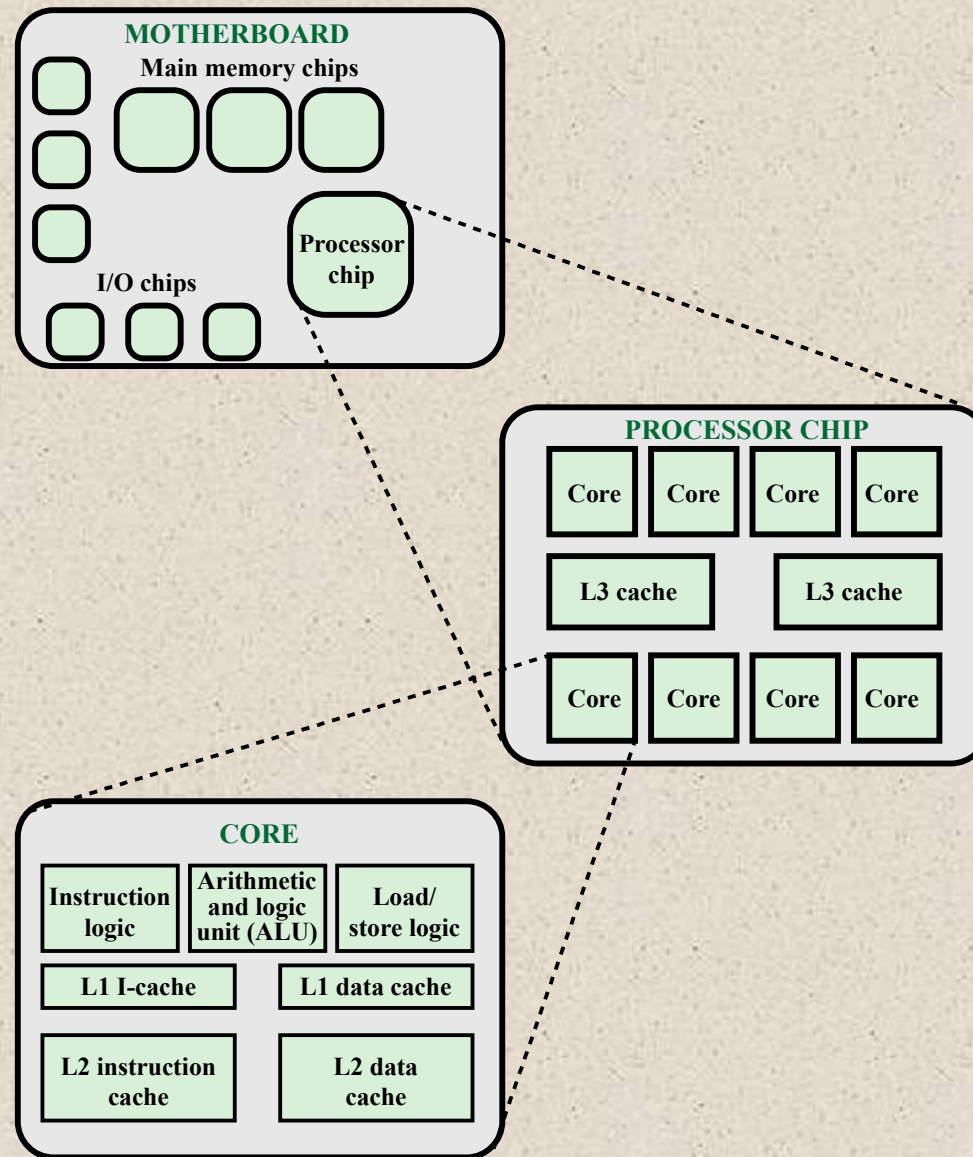 MOTHERBOARD
Main memory chips
Processor
chip
I/O chips
PROCESSOR CHIP
Core Core Core Core
L3 cache L3 cache
Core Core Core Core
CORE
Instruction
logic
Arithmetic
and logic
unit (ALU)
Load/
store logic
L1 I-cache L1 data cache
L2 instruction
cache
L2 data
cache